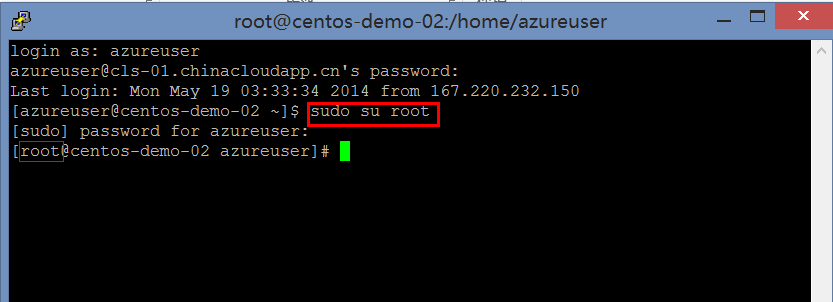 root@centos-demo-02:/home/azureuser
login as: azureuser
azureuser@cls-01.chinacloudapp.cn's password:
Last login: Mon May 19 03:33:34 2014 from 167.220.232.150
[azureuser@centos-demo-02 ~]$ sudo su root
[sudo] password for azureuser:
[root@centos-demo-02 azureuser]#